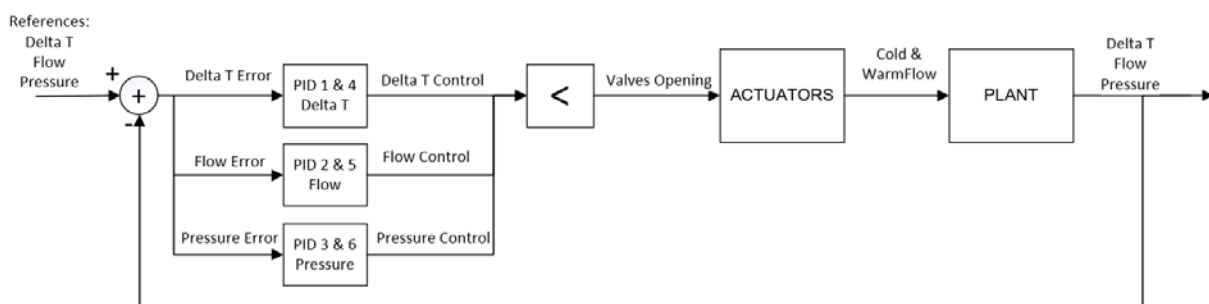 References:
Delta T
Flow
Pressure
+
+
-
Delta T Error
PID 1 & 4
Delta T
Delta T Control
<
Valves Opening
ACTUATORS
Cold &
WarmFlow
PLANT
Delta T
Flow
Pressure
Flow Error
PID 2 & 5
Flow
Flow Control
Pressure Error
PID 3 & 6
Pressure
Pressure Control